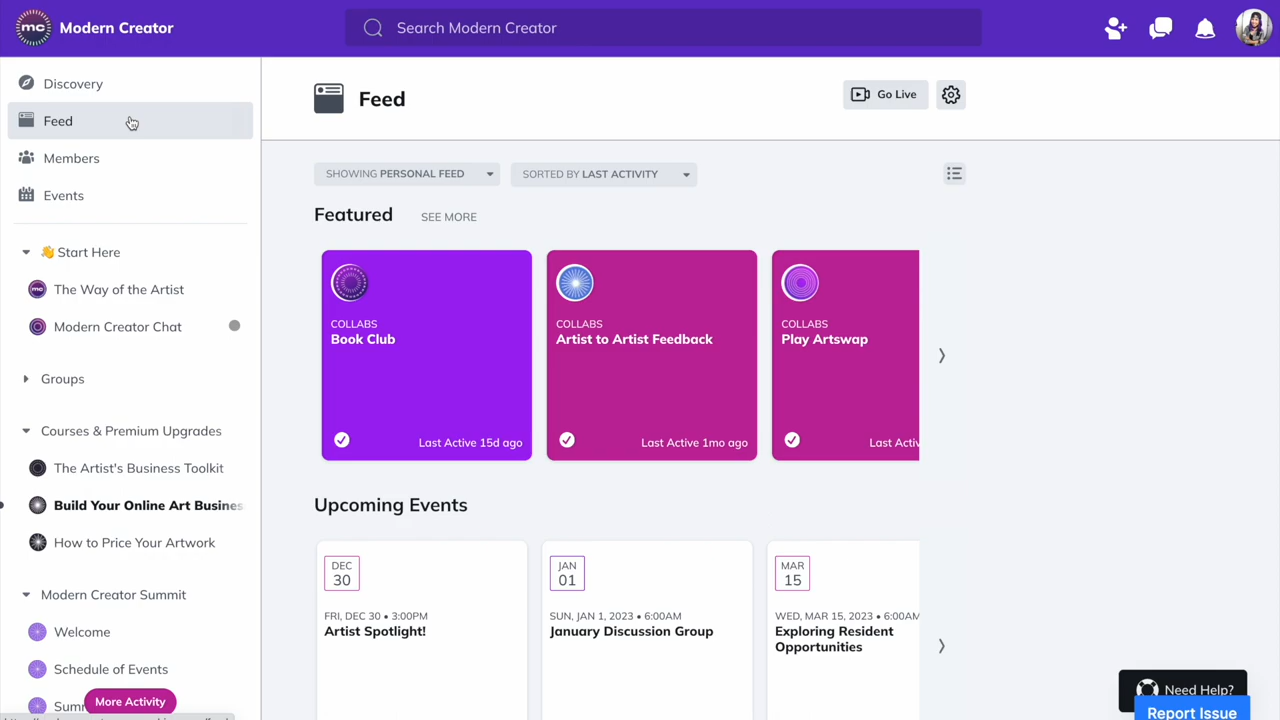 mc Modern Creator
Search Modern Creator
Discovery
Feed
Members
Events
👋 Start Here
The Way of the Artist
Modern Creator Chat
Groups
Courses & Premium Upgrades
The Artist's Business Toolkit
Build Your Online Art Busines
How to Price Your Artwork
Modern Creator Summit
Welcome
Schedule of Events
Sum
More Activity
Feed
Go Live
SHOWING PERSONAL FEED
SORTED BY LAST ACTIVITY
Featured SEE MORE
COLLABS
Book Club
Last Active 15d ago
COLLABS
Artist to Artist Feedback
Last Active 1mo ago
COLLABS
Play Artswap
Last Activ
Upcoming Events
DEC
30
FRI, DEC 30 • 3:00PM
Artist Spotlight!
JAN
01
SUN, JAN 1, 2023 • 6:00AM
January Discussion Group
MAR
15
WED, MAR 15, 2023 • 6:00AM
Exploring Resident
Opportunities
Need Help?
Report Issue